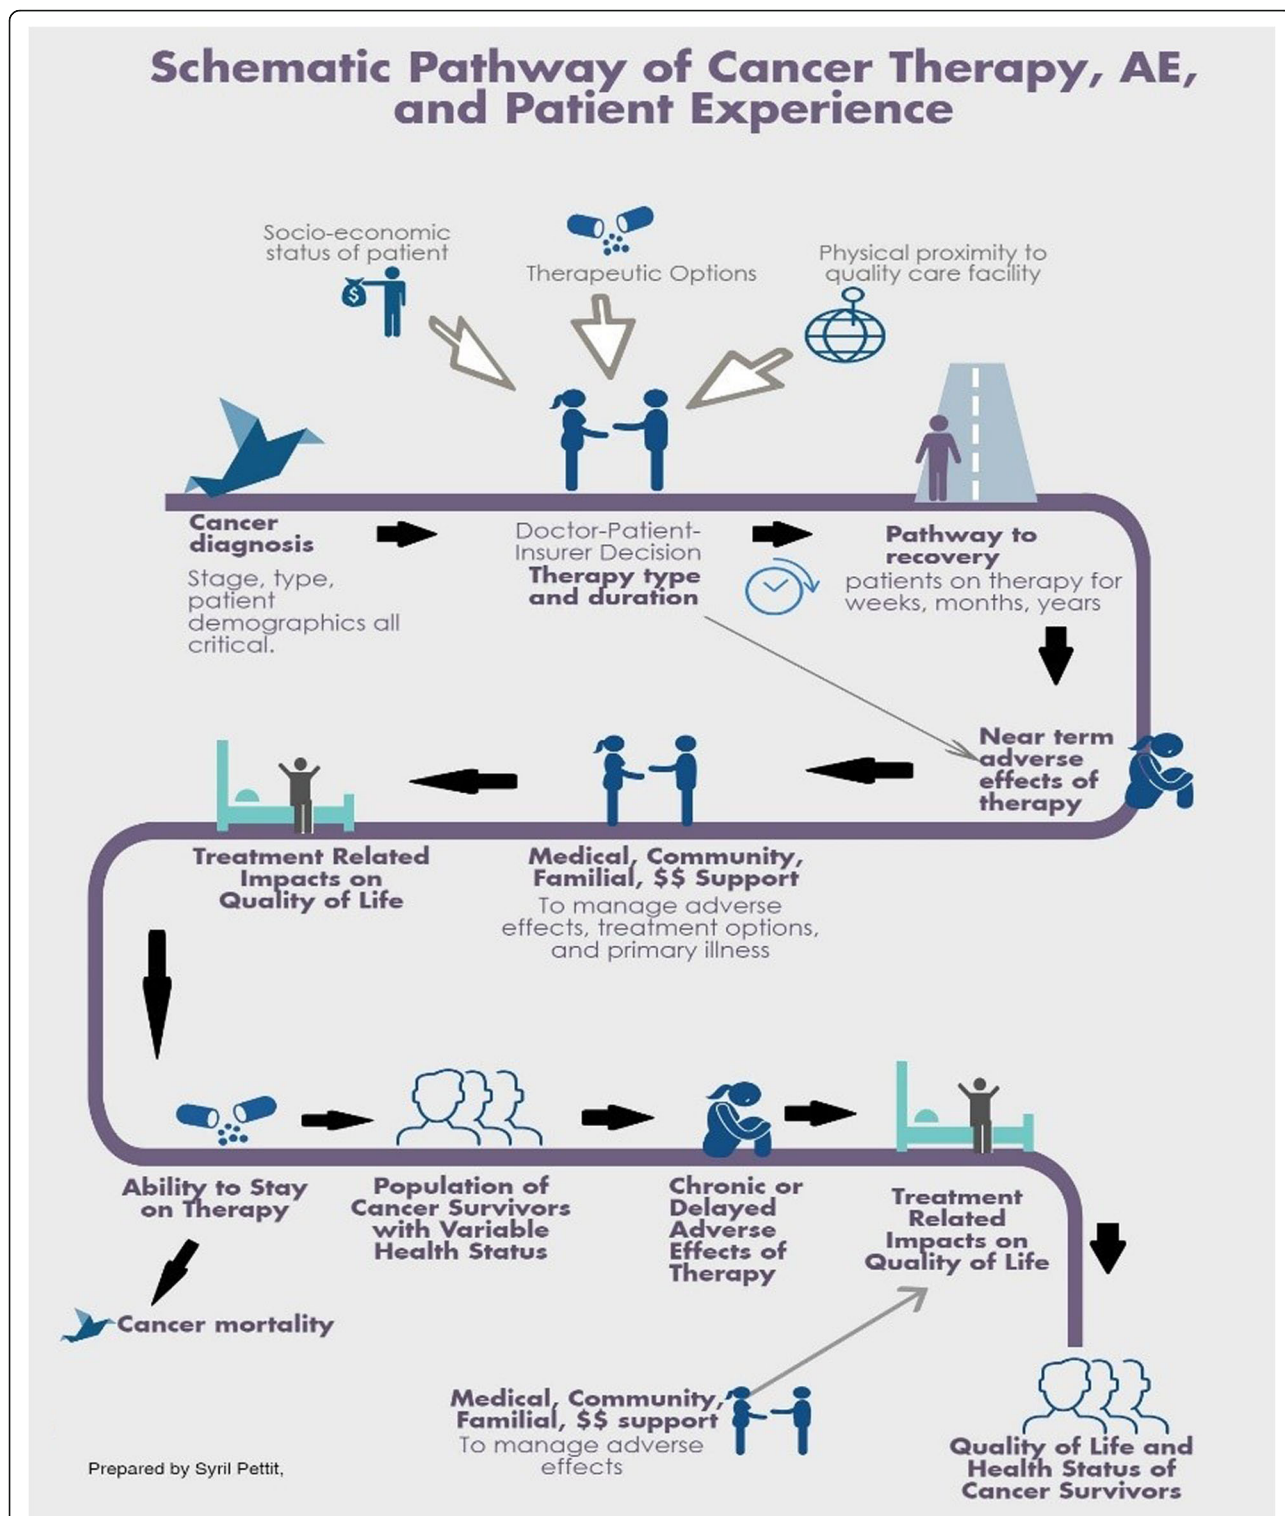 Schematic Pathway of Cancer Therapy, AE,
and Patient Experience
Socio-economic
status of patient
$
Therapeutic Options
Physical proximity to
quality care facility
Cancer
diagnosis
Stage, type,
patient
demographics all
critical.
Doctor-Patient-
Insurer Decision
Therapy type
and duration
Pathway to
recovery
patients on therapy for
weeks, months, years
Near term
adverse
effects of
therapy
Medical, Community,
Familial, $$ Support
To manage adverse
effects, treatment options,
and primary illness
Treatment Related
Impacts on
Quality of Life
Ability to Stay
on Therapy
Cancer mortality
Population of
Cancer Survivors
with Variable
Health Status
Chronic or
Delayed
Adverse
Effects of
Therapy
Treatment
Related
Impacts on
Quality of Life
Medical, Community,
Familial, $$ support
To manage adverse
effects
Quality of Life and
Health Status of
Cancer Survivors
Prepared by Syril Pettit,